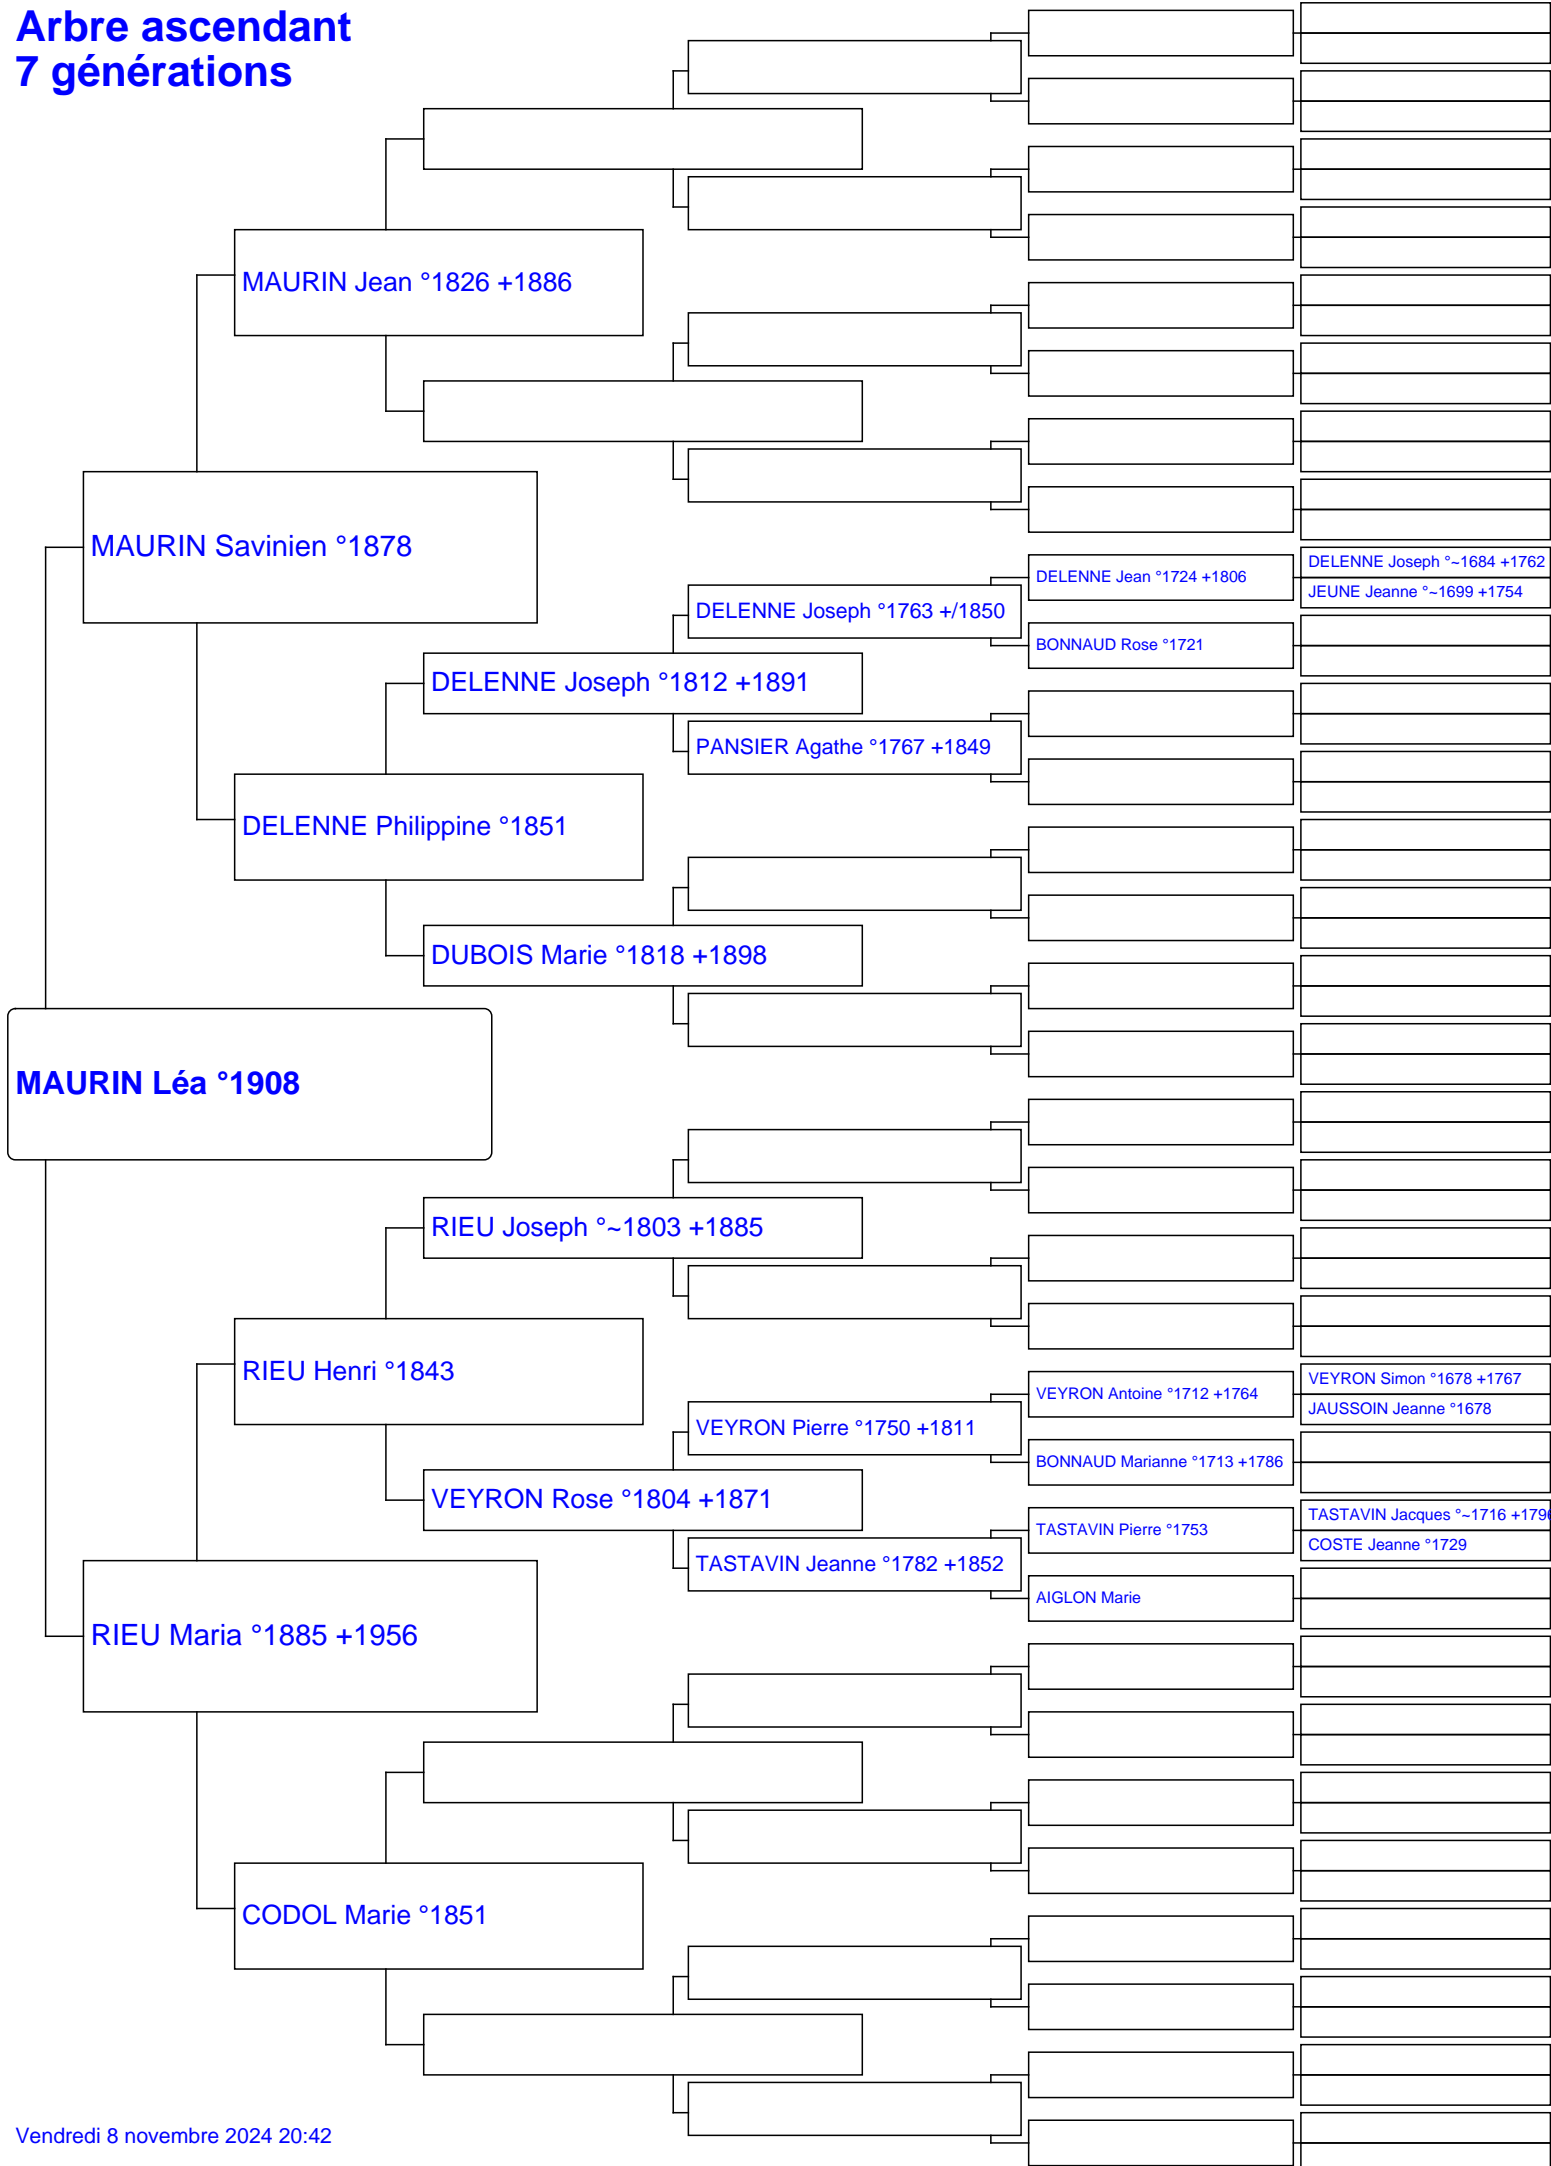 Arbre ascendant
7 générations
MAURIN Jean °1826 +1886
MAURIN Savinien °1878
DELENNE Joseph °~1684 +1762
DELENNE Jean °1724 +1806
JEUNE Jeanne °~1699 +1754
DELENNE Joseph °1763 +/1850
BONNAUD Rose °1721
DELENNE Joseph °1812 +1891
PANSIER Agathe °1767 +1849
DELENNE Philippine °1851
DUBOIS Marie °1818 +1898
MAURIN Léa °1908
RIEU Joseph °~1803 +1885
RIEU Henri °1843
VEYRON Simon °1678 +1767
VEYRON Antoine °1712 +1764
JAUSSOIN Jeanne °1678
VEYRON Pierre °1750 +1811
BONNAUD Marianne °1713 +1786
VEYRON Rose °1804 +1871
TASTAVIN Jacques °~1716 +1796
TASTAVIN Pierre °1753
COSTE Jeanne °1729
TASTAVIN Jeanne °1782 +1852
AIGLON Marie
RIEU Maria °1885 +1956
CODOL Marie °1851
Vendredi 8 novembre 2024 20:42